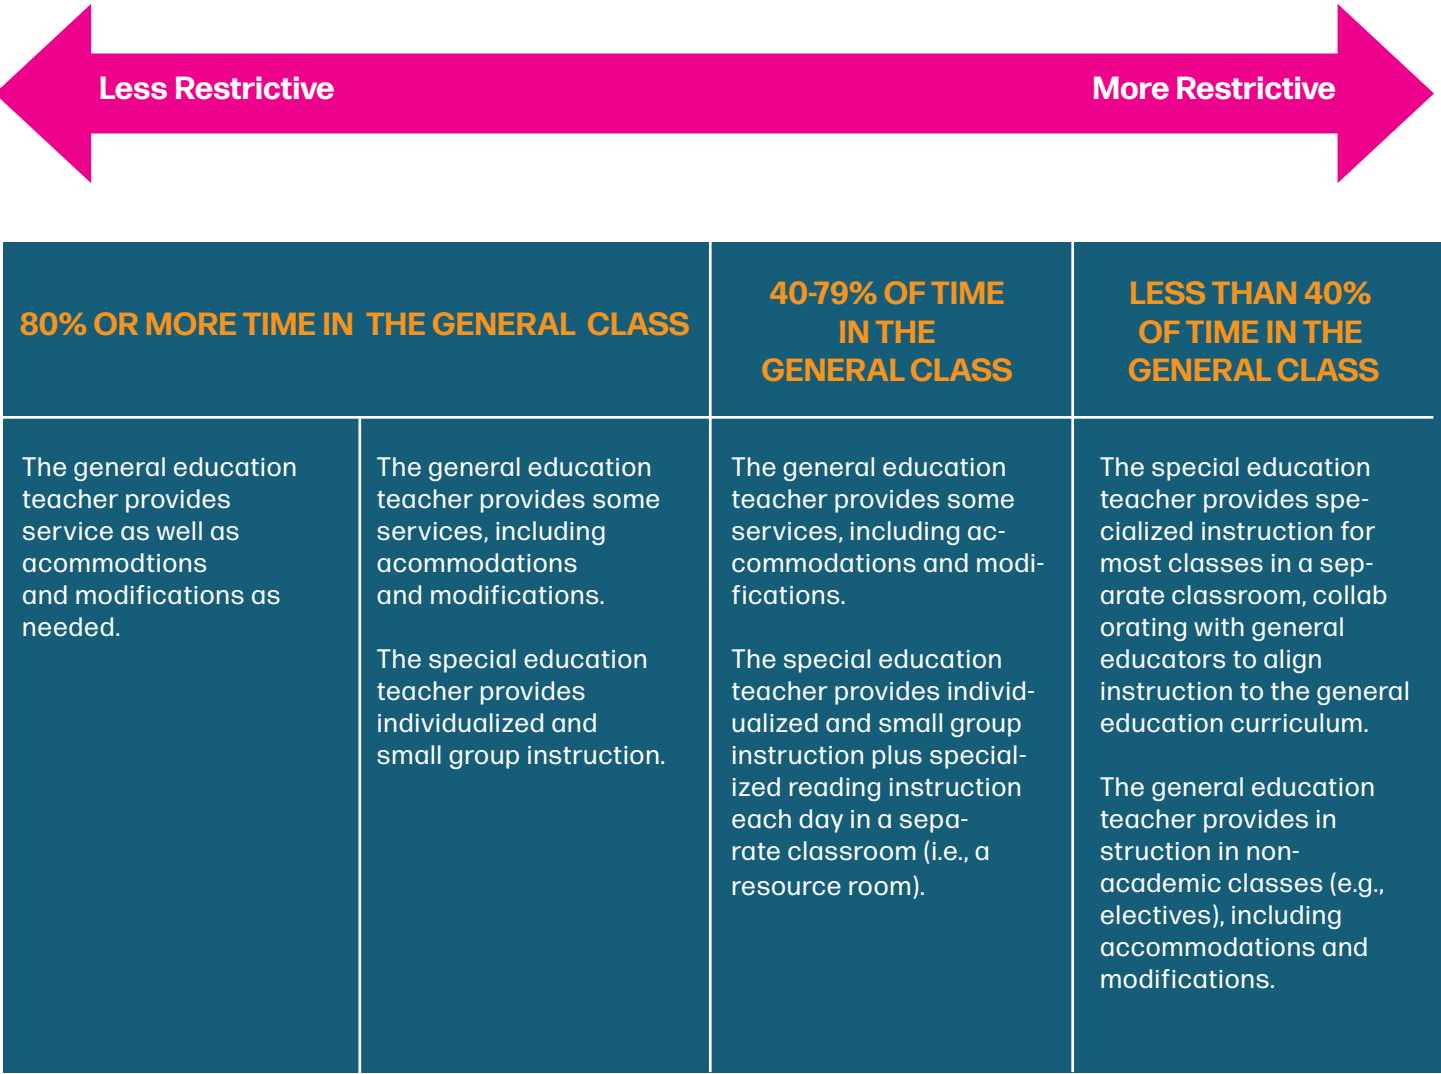 Less Restrictive
More Restrictive
80% OR MORE TIME IN THE GENERAL CLASS
40-79% OF TIME
IN THE
GENERAL CLASS
LESS THAN 40%
OF TIME IN THE
GENERAL CLASS
The general education
teacher provides
service as well as
acommodtions
and modifications as
needed.
The general education
teacher provides some
services, including
acommodations
and modifications.
The special education
teacher provides
individualized and
small group instruction.
The general education
teacher provides some
services, including ac-
commodations and modi-
fications.
The special education
teacher provides individ-
ualized and small group
instruction plus special-
ized reading instruction
each day in a sepa-
rate classroom (i.e., a
resource room).
The special education
teacher provides spe-
cialized instruction for
most classes in a sep-
arate classroom, collab
orating with general
educators to align
instruction to the general
education curriculum.
The general education
teacher provides in
struction in non-
academic classes (e.g.,
electives), including
accommodations and
modifications.